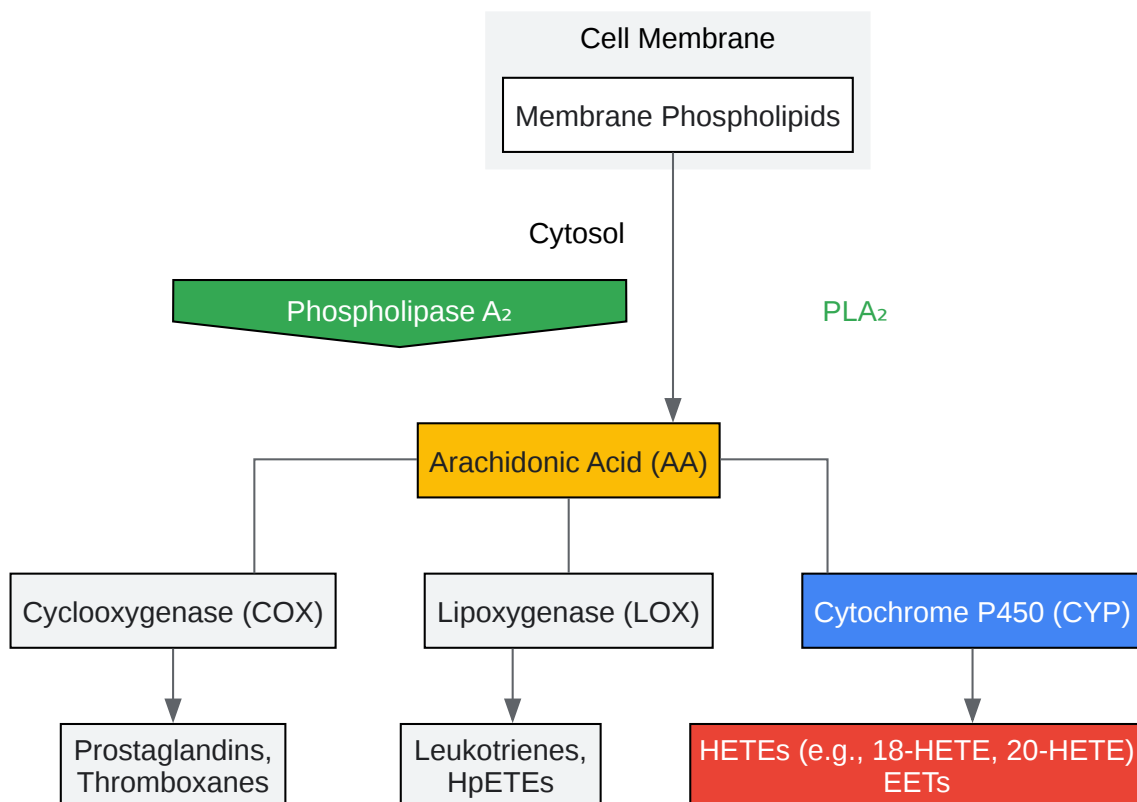 Cell Membrane
Membrane Phospholipids
Cytosol
Phospholipase A₂
PLA₂
Arachidonic Acid (AA)
Cyclooxygenase (COX)
Lipoxygenase (LOX)
Cytochrome P450 (CYP)
Prostaglandins,
Thromboxanes
Leukotrienes,
HpETEs
HETEs (e.g., 18-HETE, 20-HETE)
EETs